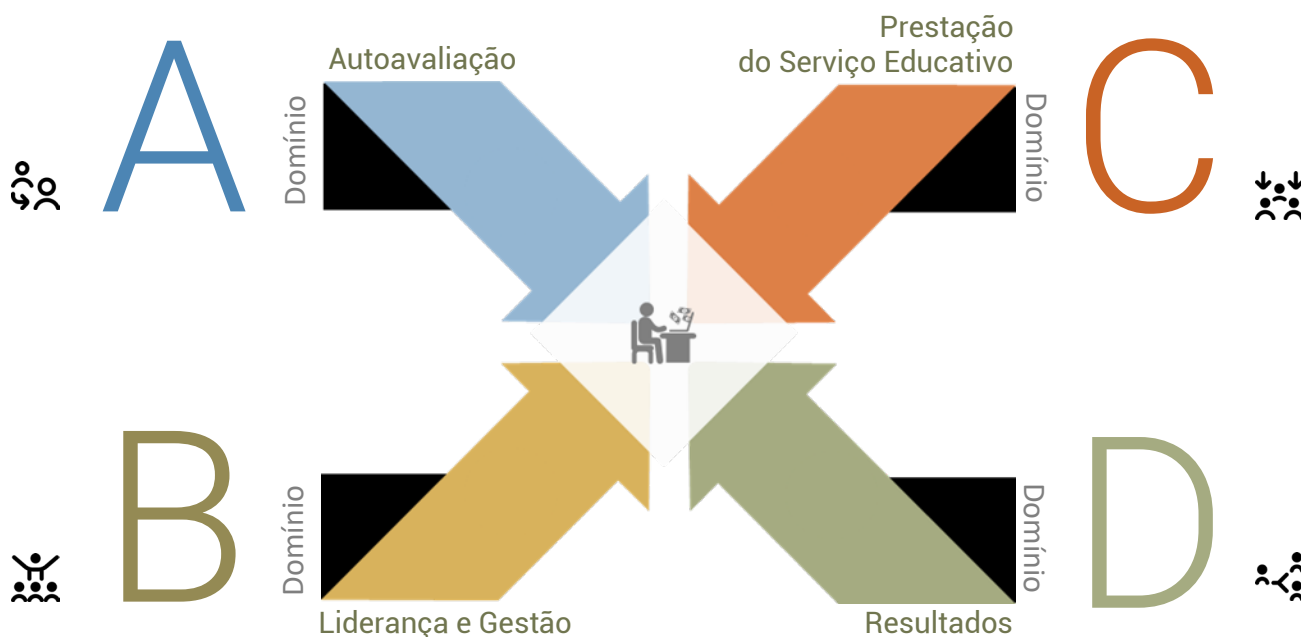 A
Domínio
Autoavaliação
Prestação
do Serviço Educativo
Domínio
C
B
Domínio
Liderança e Gestão
Resultados
Domínio
D